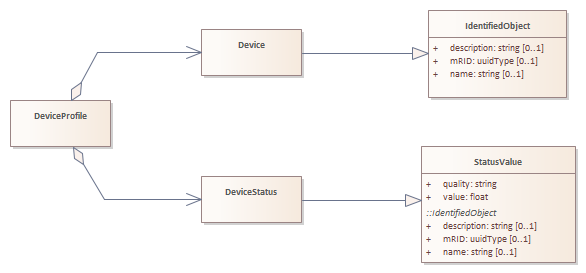 IdentifiedObject
+ description: string [0..1]
+ mRID: uuidType [0..1]
+ name: string [0..1]
Device
DeviceProfile
StatusValue
+ quality: string
+ value: float
::IdentifiedObject
+ description: string [0..1]
+ mRID: uuidType [0..1]
+ name: string [0..1]
DeviceStatus